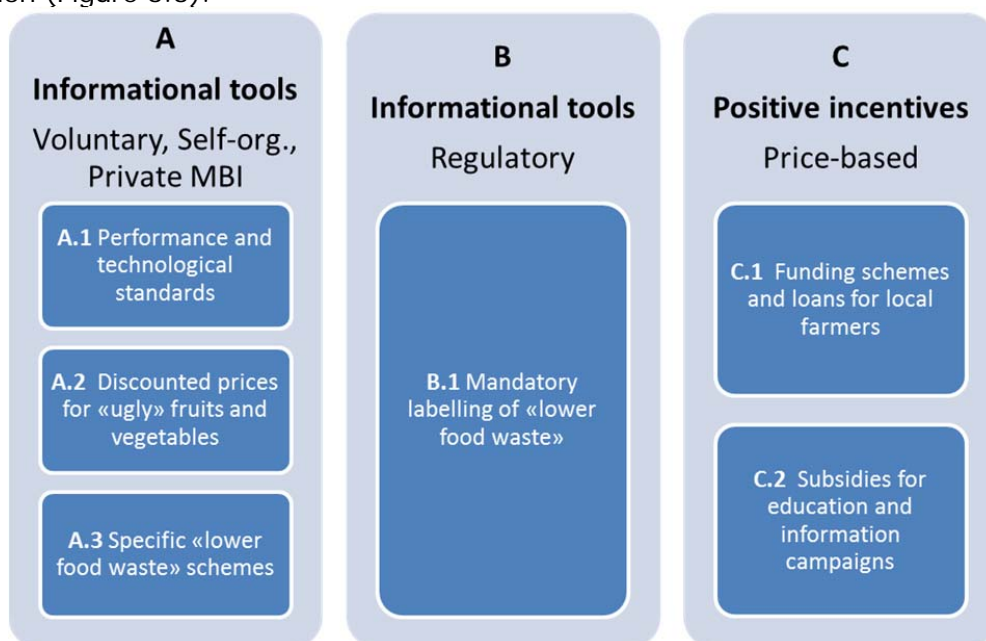 A
Informational tools
Voluntary, Self-org.,
Private MBI
A.1 Performance and
technological
standards
A.2 Discounted prices
for «ugly» fruits and
vegetables
A.3 Specific «lower
food waste» schemes
B
Informational tools
Regulatory
B.1 Mandatory
labelling of «lower
food waste»
C
Positive incentives
Price-based
C.1 Funding schemes
and loans for local
farmers
C.2 Subsidies for
education and
information
campaigns